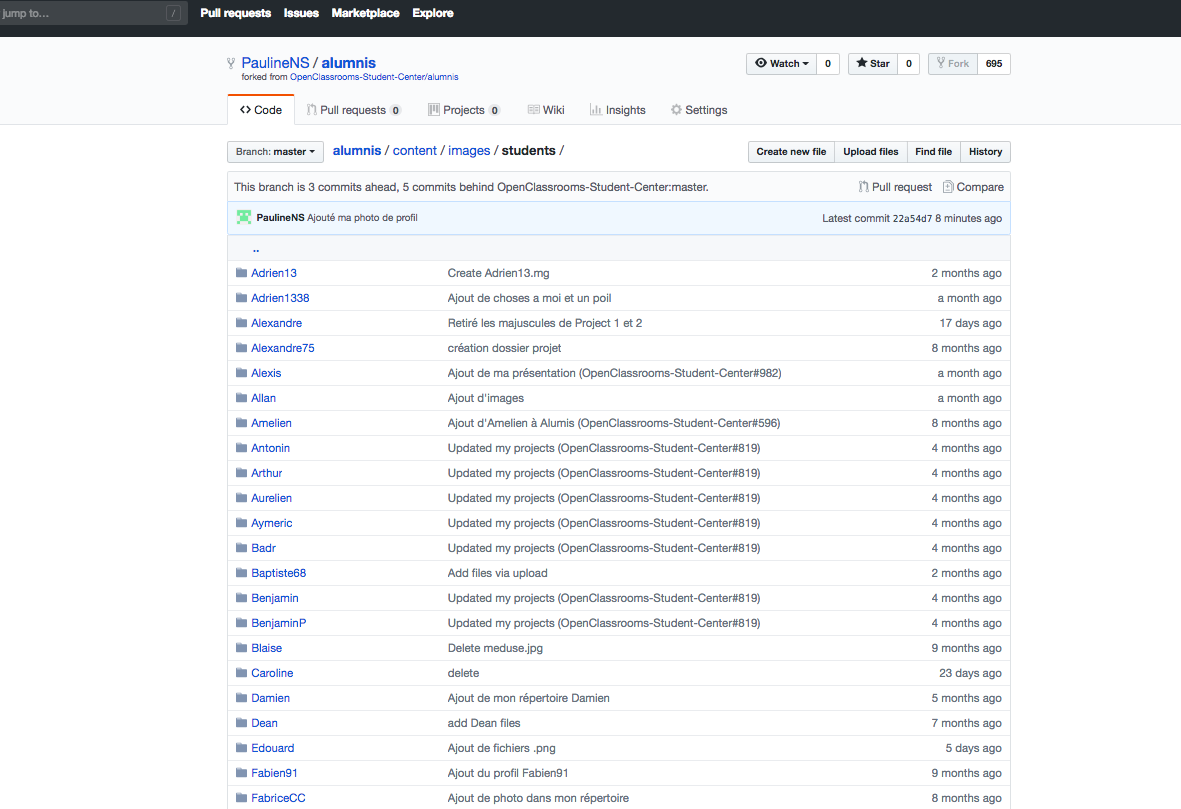 jump to... / Pull requests Issues Marketplace Explore
PaulineNS / alumnis Watch 0 Star 0 Fork 695
forked from OpenClassrooms-Student-Center/alumnis
Code Pull requests 0 Projects 0 Wiki Insights Settings
Branch: master alumnis / content / images / students / Create new file Upload files Find file History
This branch is 3 commits ahead, 5 commits behind OpenClassrooms-Student-Center:master. Pull request Compare
PaulineNS Ajouté ma photo de profil Latest commit 22a54d7 8 minutes ago
..
Adrien13 Create Adrien13.mg 2 months ago
Adrien1338 Ajout de choses a moi et un poil a month ago
Alexandre Retiré les majuscules de Project 1 et 2 17 days ago
Alexandre75 création dossier projet 8 months ago
Alexis Ajout de ma présentation (OpenClassrooms-Student-Center#982) a month ago
Allan Ajout d'images a month ago
Amelien Ajout d'Amelien à Alumis (OpenClassrooms-Student-Center#596) 8 months ago
Antonin Updated my projects (OpenClassrooms-Student-Center#819) 4 months ago
Arthur Updated my projects (OpenClassrooms-Student-Center#819) 4 months ago
Aurelien Updated my projects (OpenClassrooms-Student-Center#819) 4 months ago
Aymeric Updated my projects (OpenClassrooms-Student-Center#819) 4 months ago
Badr Updated my projects (OpenClassrooms-Student-Center#819) 4 months ago
Baptiste68 Add files via upload 2 months ago
Benjamin Updated my projects (OpenClassrooms-Student-Center#819) 4 months ago
BenjaminP Updated my projects (OpenClassrooms-Student-Center#819) 4 months ago
Blaise Delete meduse.jpg 9 months ago
Caroline delete 23 days ago
Damien Ajout de mon répertoire Damien 5 months ago
Dean add Dean files 7 months ago
Edouard Ajout de fichiers .png 5 days ago
Fabien91 Ajout du profil Fabien91 9 months ago
FabriceCC Ajout de photo dans mon répertoire 8 months ago